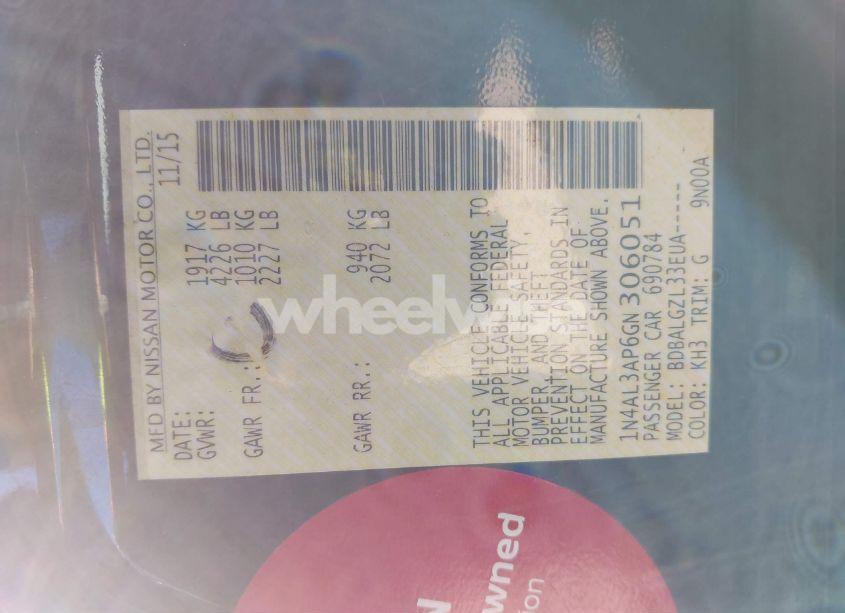 MFD BY NISSAN MOTOR CO., LTD.
DATE: 11/15
GVWR: 1917 KG
4226 LB
GAWR FR.: 1010 KG
2227 LB
GAWR RR.: 940 KG
2072 LB
THIS VEHICLE CONFORMS TO
ALL APPLICABLE FEDERAL
MOTOR VEHICLE SAFETY,
BUMPER, AND THEFT
PREVENTION STANDARDS IN
EFFECT ON THE DATE OF
MANUFACTURE SHOWN ABOVE.
1N4AL3AP6GN306051
PASSENGER CAR 690784
MODEL: BDBALGZL33EUA-----
COLOR: KH3 TRIM: G 9N00A
wned
ion